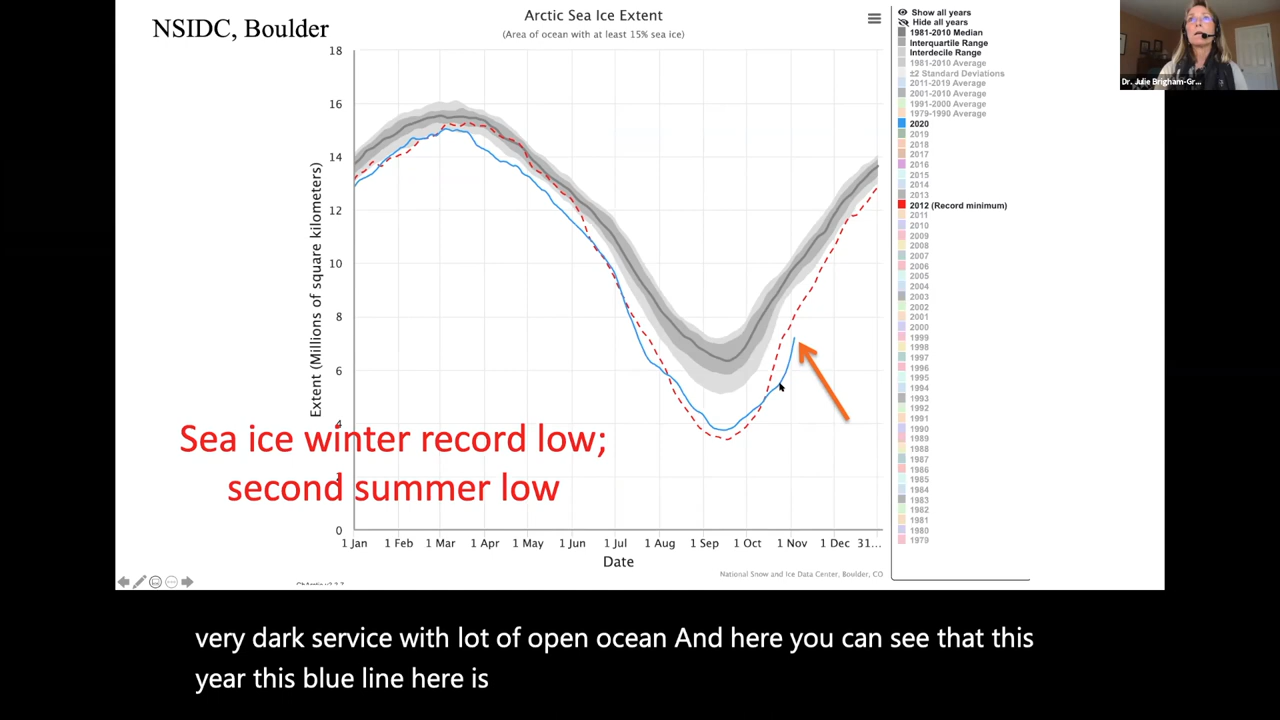 NSIDC, Boulder
Arctic Sea Ice Extent
(Area of ocean with at least 15% sea ice)
Extent (Millions of square kilometers)
18
16
14
12
10
8
6
4
2
0
1 Jan
1 Feb
1 Mar
1 Apr
1 May
1 Jun
1 Jul
1 Aug
1 Sep
1 Oct
1 Nov
1 Dec
31...
Date
National Snow and Ice Data Center, Boulder, CO
Sea ice winter record low;
second summer low
Show all years
Hide all years
1981-2010 Median
Interquartile Range
Interdecile Range
1981-2010 Average
±2 Standard Deviations
2011-2019 Average
2001-2010 Average
1991-2000 Average
1979-1990 Average
2020
2019
2018
2017
2016
2015
2014
2013
2012 (Record minimum)
2011
2010
2009
2008
2007
2006
2005
2004
2003
2002
2001
2000
1999
1998
1997
1996
1995
1994
1993
1992
1991
1990
1989
1988
1987
1986
1985
1984
1983
1982
1981
1980
1979
Dr. Julie Brigham-Gr...
very dark service with lot of open ocean And here you can see that this
year this blue line here is